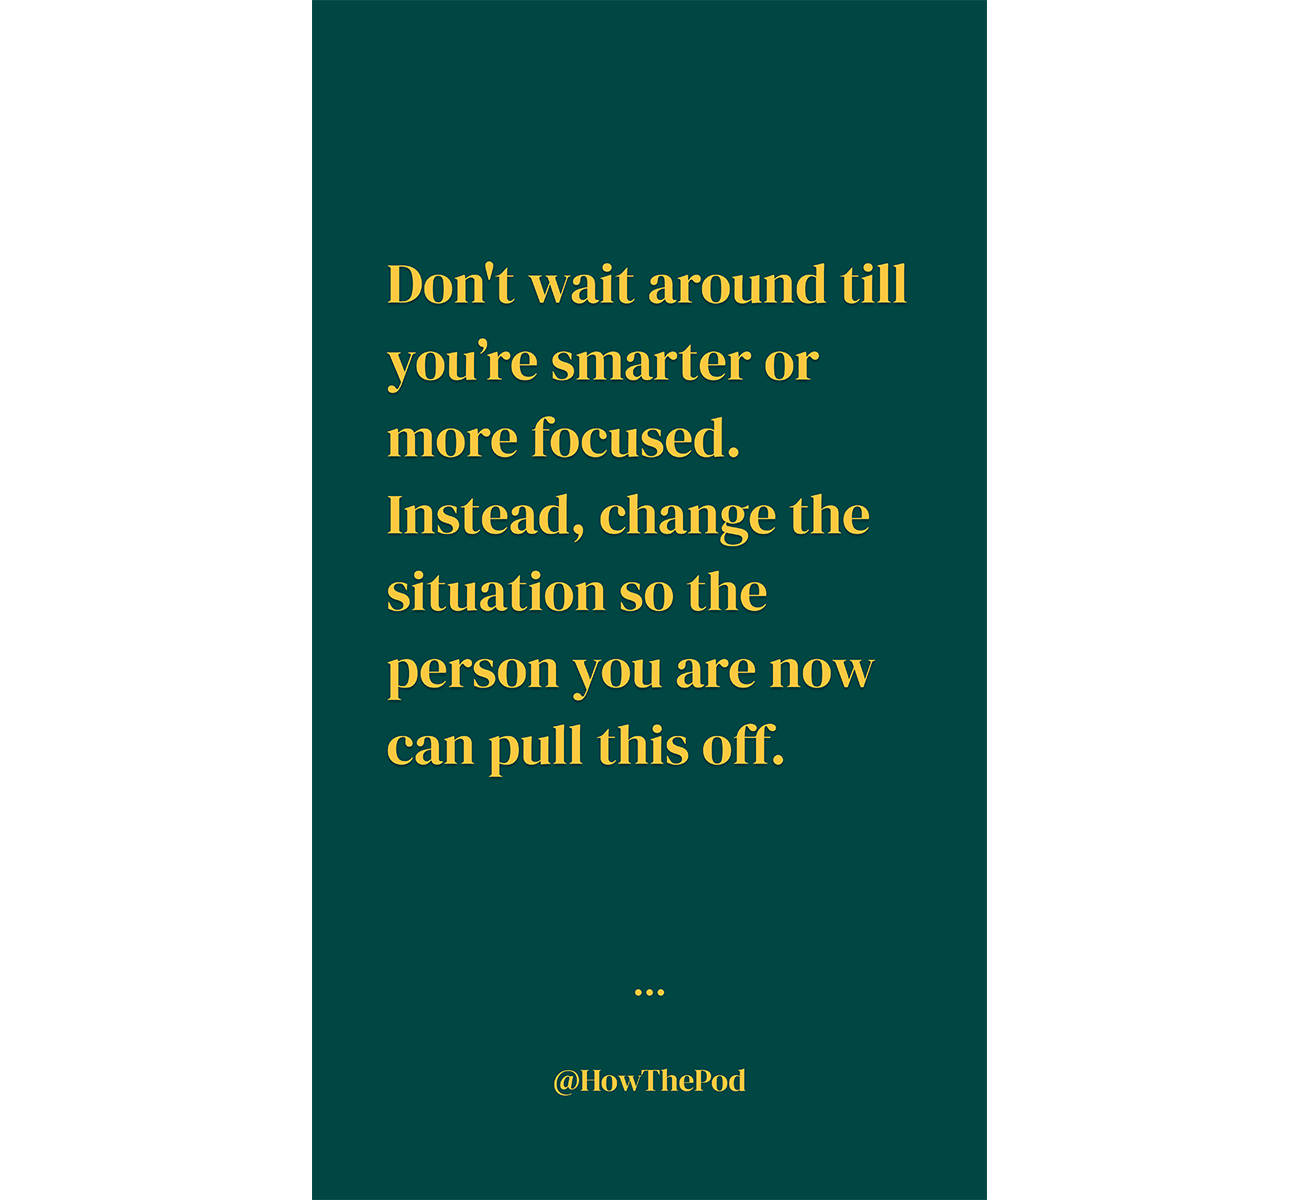 Don't wait around till
you’re smarter or
more focused.
Instead, change the
situation so the
person you are now
can pull this off.
...
@HowThePod